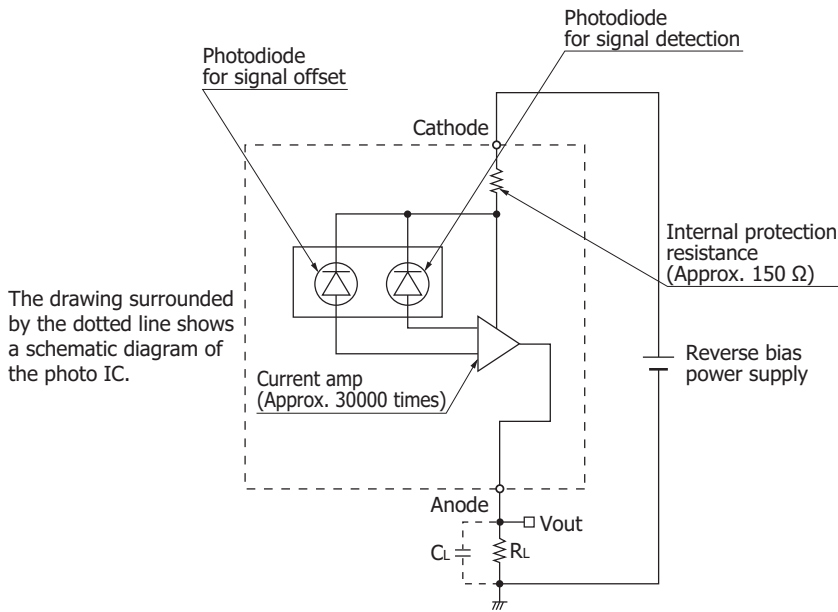 Photodiode
for signal detection
Photodiode
for signal offset
Cathode
Internal protection
resistance
(Approx. 150 Ω)
The drawing surrounded
by the dotted line shows
a schematic diagram of
the photo IC.
Reverse bias
power supply
Current amp
(Approx. 30000 times)
Anode
Vout
CL
RL